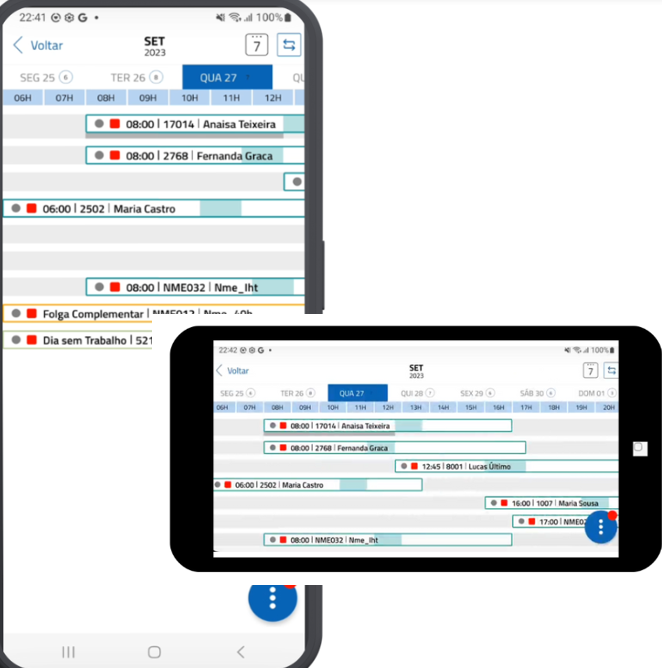 22:41 G • 100%
Voltar
SET
2023
7
SEG 25 6 TER 26 8 QUA 27 QU
06H 07H 08H 09H 10H 11H 12H
08:00 | 17014 | Anaisa Teixeira
08:00 | 2768 | Fernanda Graca
06:00 | 2502 | Maria Castro
08:00 | NME032 | Nme_lht
Folga Complementar | NME012 | Nme_40h
Dia sem Trabalho | 521
22:42 G • 100%
Voltar
SET
2023
7
SEG 25 6 TER 26 8 QUA 27 QUI 28 7 SEX 29 6 SÁB 30 DOM 01
06H 07H 08H 09H 10H 11H 12H 13H 14H 15H 16H 17H 18H 19H 20H
08:00 | 17014 | Anaisa Teixeira
08:00 | 2768 | Fernanda Graca
12:45 | 8001 | Lucas Último
06:00 | 2502 | Maria Castro
16:00 | 1007 | Maria Sousa
17:00 | NME02
08:00 | NME032 | Nme_lht